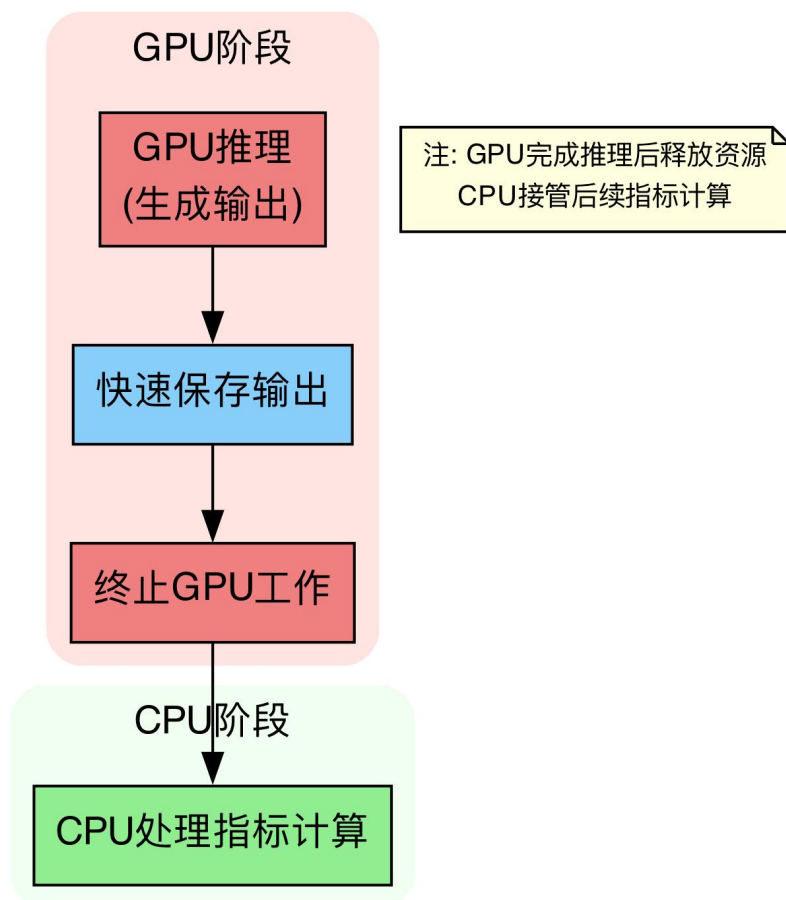 GPU阶段
GPU推理
(生成输出)
注: GPU完成推理后释放资源
CPU接管后续指标计算
快速保存输出
终止GPU工作
CPU阶段
CPU处理指标计算